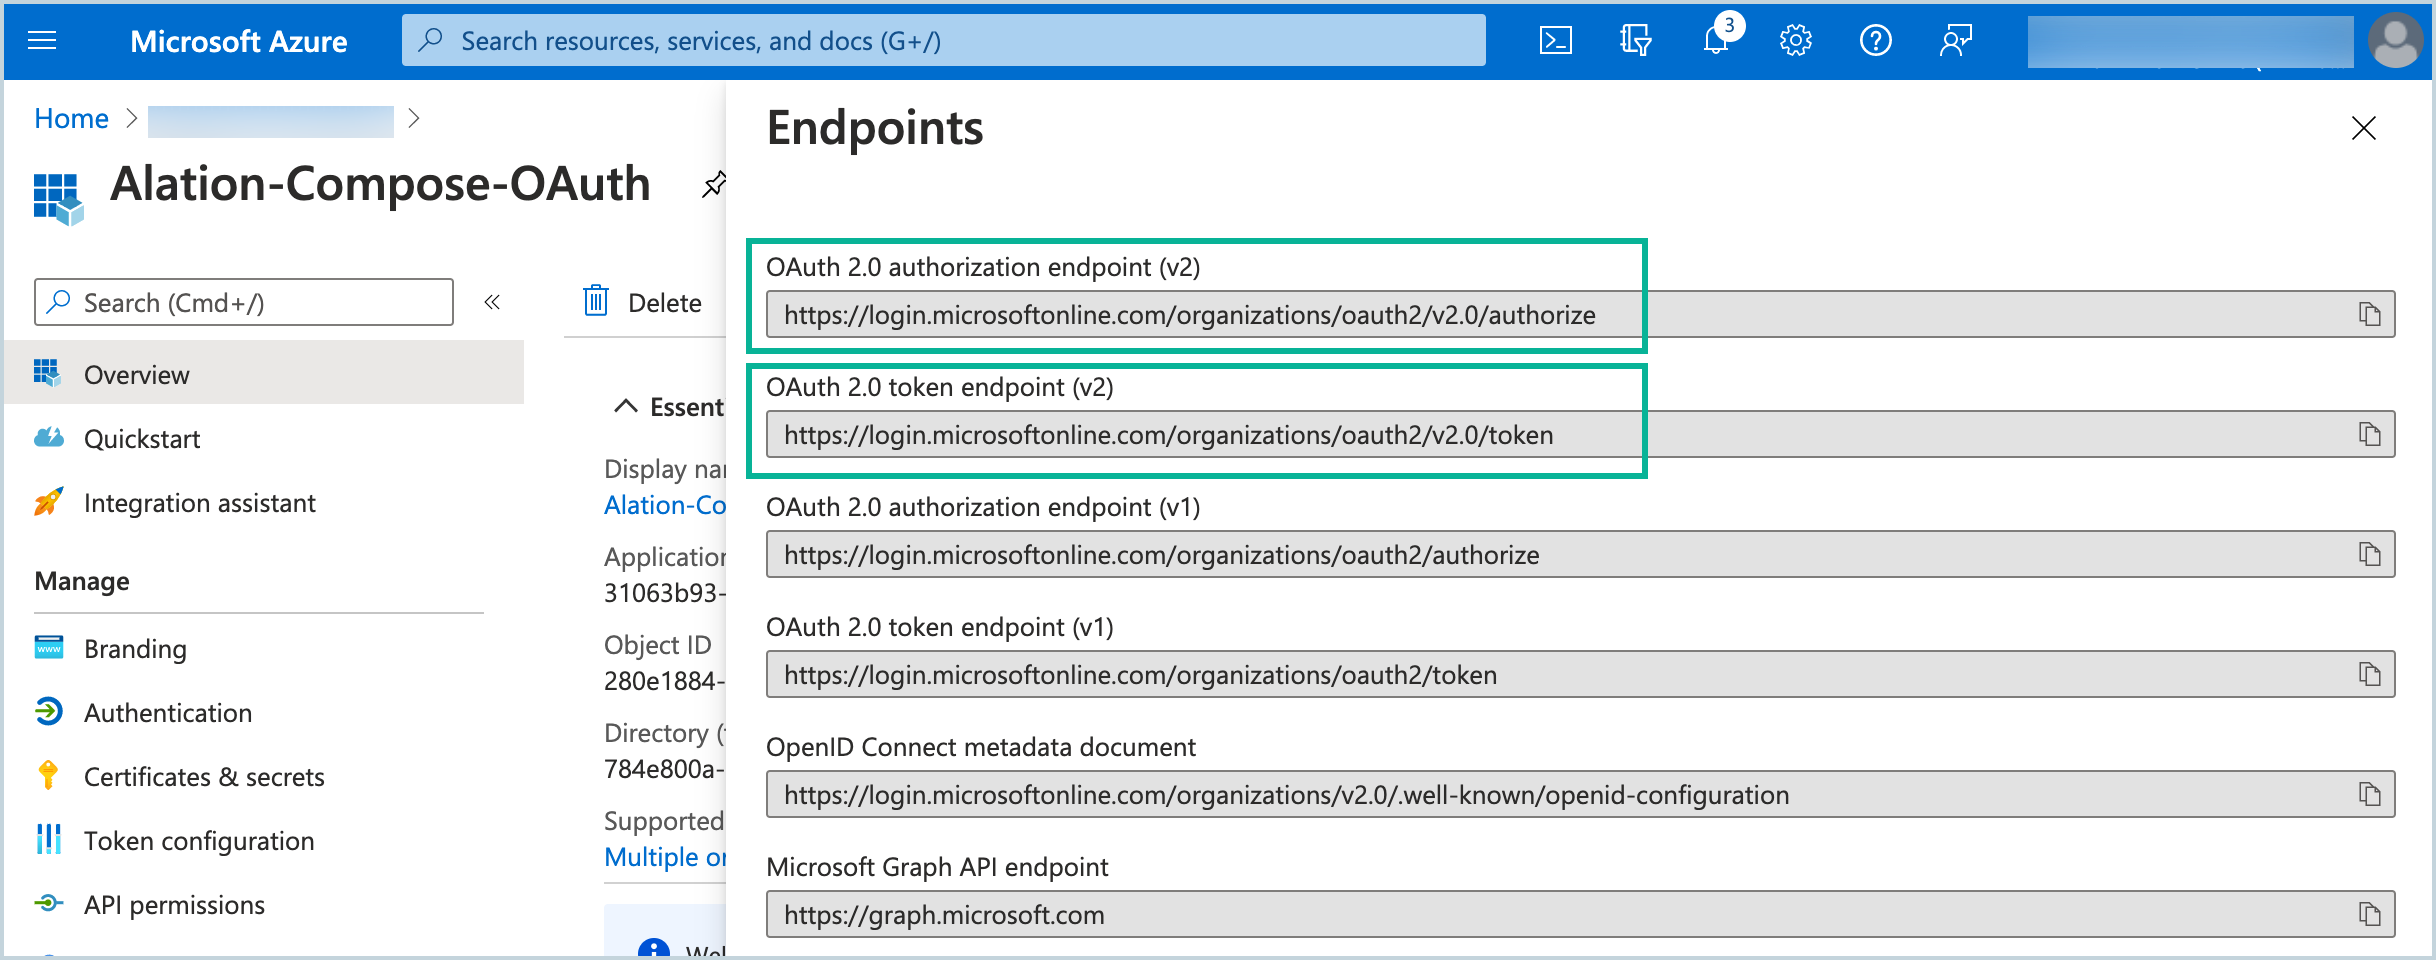 Microsoft Azure
Search resources, services, and docs (G+/)
3
Home
Alation-Compose-OAuth
Search (Cmd+/)
Overview
Quickstart
Integration assistant
Manage
Branding
Authentication
Certificates & secrets
Token configuration
API permissions
Delete
Essent
Display nar
Alation-Co
Application
31063b93-
Object ID
280e1884-
Directory (
784e800a-
Supported
Multiple or
Wel
Endpoints
OAuth 2.0 authorization endpoint (v2)
https://login.microsoftonline.com/organizations/oauth2/v2.0/authorize
OAuth 2.0 token endpoint (v2)
https://login.microsoftonline.com/organizations/oauth2/v2.0/token
OAuth 2.0 authorization endpoint (v1)
https://login.microsoftonline.com/organizations/oauth2/authorize
OAuth 2.0 token endpoint (v1)
https://login.microsoftonline.com/organizations/oauth2/token
OpenID Connect metadata document
https://login.microsoftonline.com/organizations/v2.0/.well-known/openid-configuration
Microsoft Graph API endpoint
https://graph.microsoft.com